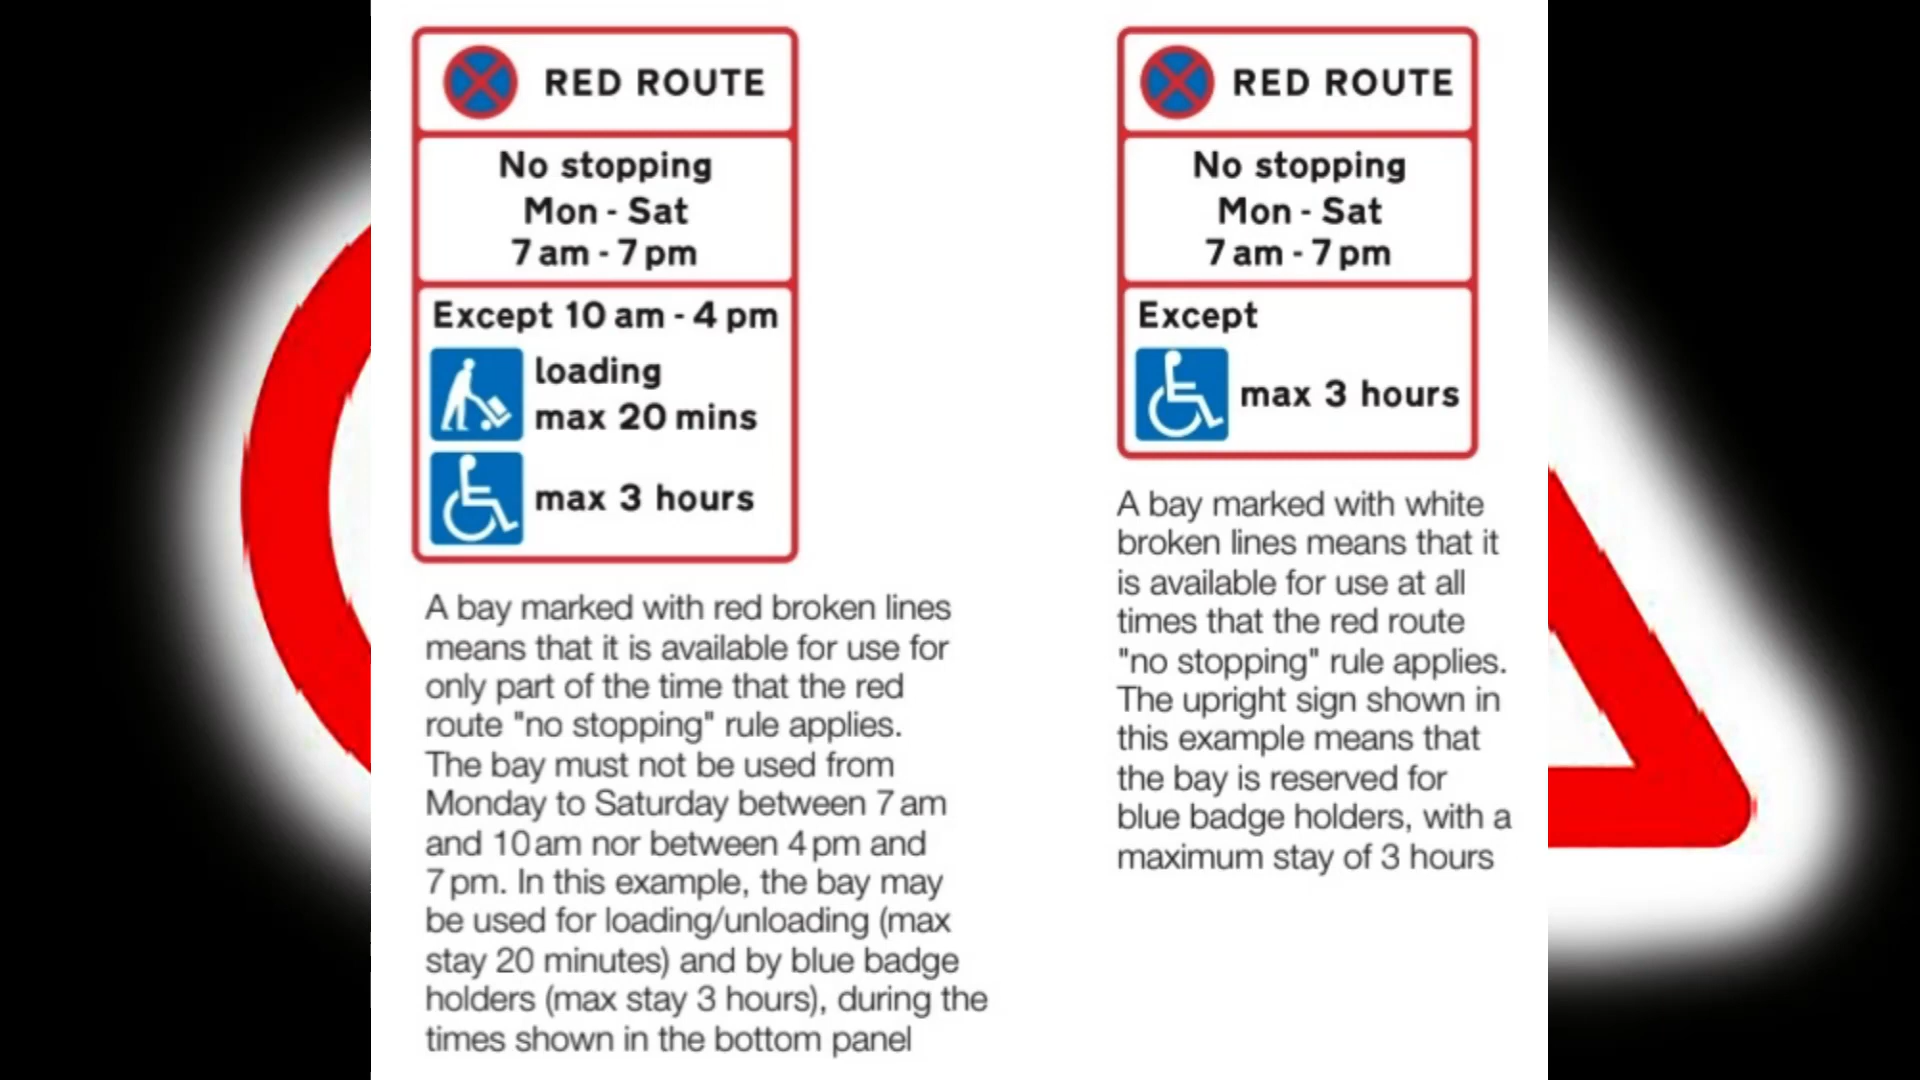 RED ROUTE
No stopping
Mon - Sat
7 am - 7 pm
Except 10 am - 4 pm
loading
max 20 mins
max 3 hours
A bay marked with red broken lines
means that it is available for use for
only part of the time that the red
route "no stopping" rule applies.
The bay must not be used from
Monday to Saturday between 7 am
and 10 am nor between 4 pm and
7 pm. In this example, the bay may
be used for loading/unloading (max
stay 20 minutes) and by blue badge
holders (max stay 3 hours), during the
times shown in the bottom panel
RED ROUTE
No stopping
Mon - Sat
7 am - 7 pm
Except
max 3 hours
A bay marked with white
broken lines means that it
is available for use at all
times that the red route
"no stopping" rule applies.
The upright sign shown in
this example means that
the bay is reserved for
blue badge holders, with a
maximum stay of 3 hours